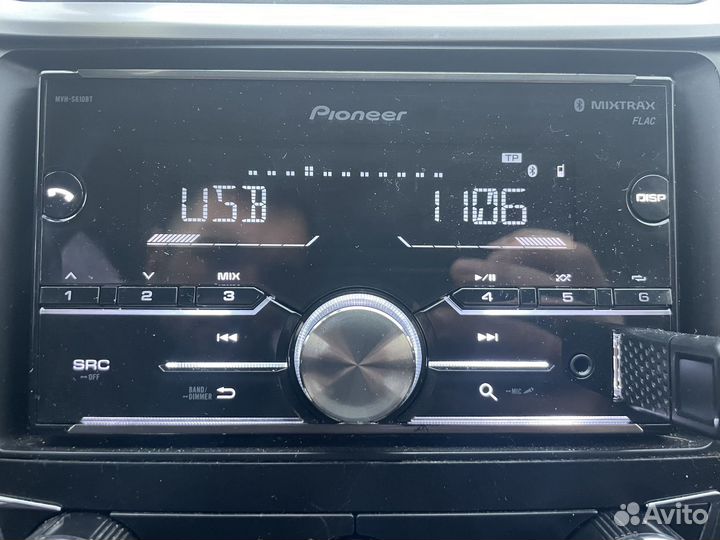 MVH-S610BT
Pioneer
MIXTRAX
FLAC
TP
USB 1106
DISP
MIX
1 2 3 4 5 6
SRC
OFF
BAND/
DIMMER
MIC
Avito